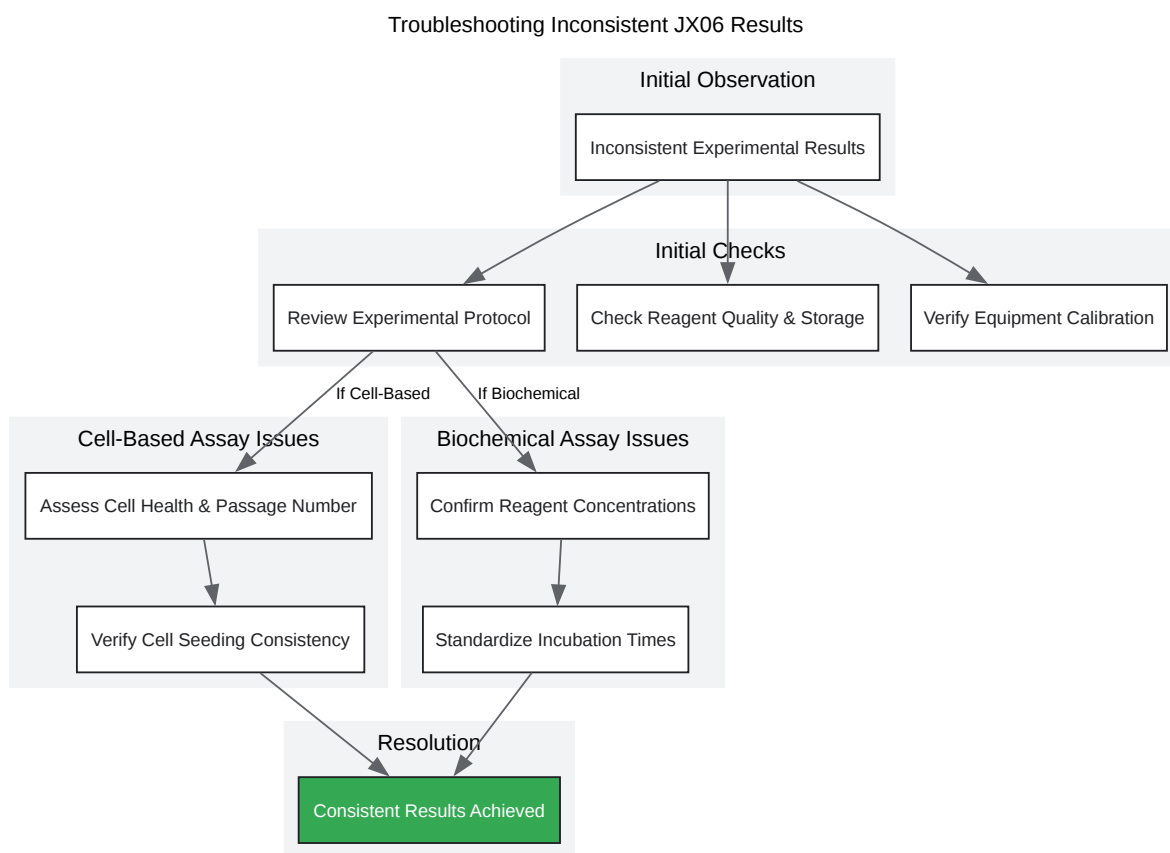 Troubleshooting Inconsistent JX06 Results
Initial Observation
Inconsistent Experimental Results
Initial Checks
Review Experimental Protocol
Check Reagent Quality & Storage
Verify Equipment Calibration
If Cell-Based
If Biochemical
Cell-Based Assay Issues
Biochemical Assay Issues
Assess Cell Health & Passage Number
Confirm Reagent Concentrations
Verify Cell Seeding Consistency
Standardize Incubation Times
Resolution
Consistent Results Achieved